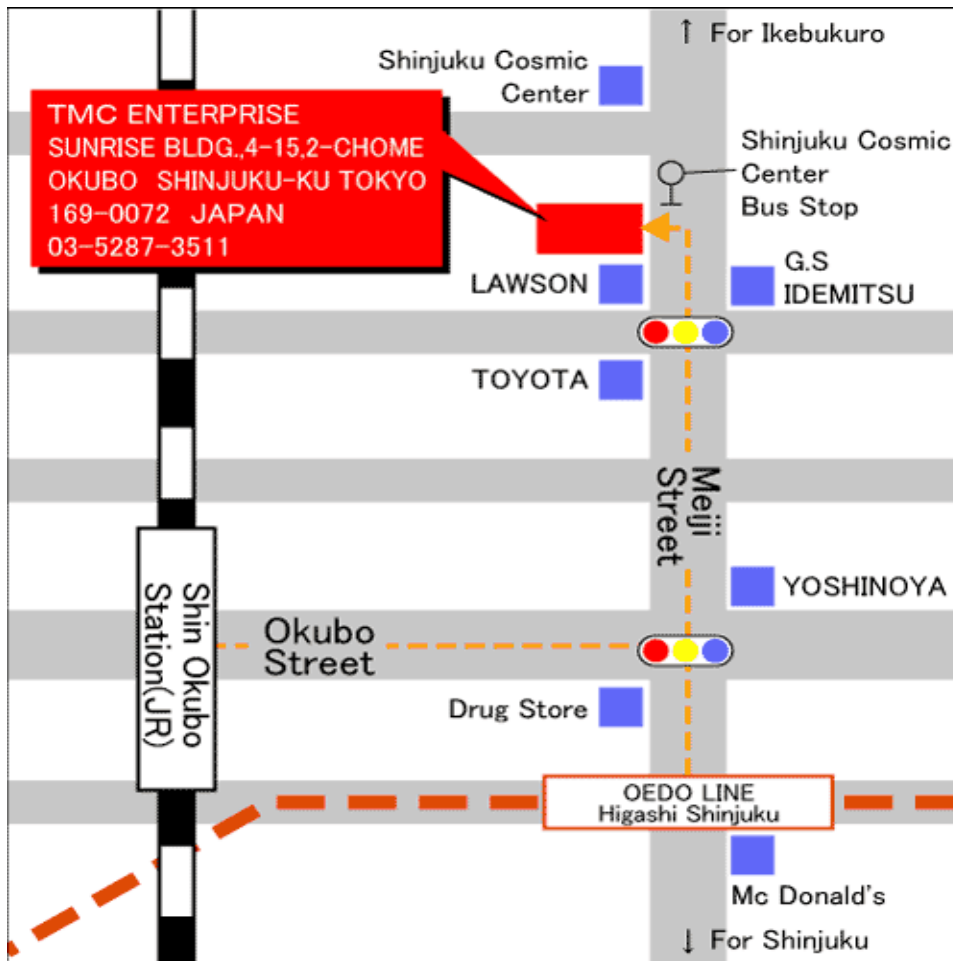 ↑ For Ikebukuro
Shinjuku Cosmic
Center
TMC ENTERPRISE
SUNRISE BLDG.,4-15,2-CHOME
OKUBO SHINJUKU-KU TOKYO
169-0072 JAPAN
03-5287-3511
Shinjuku Cosmic
Center
Bus Stop
LAWSON
G.S
IDEMITSU
TOYOTA
Meiji
Street
YOSHINOYA
Shin Okubo
Station(JR)
Okubo
Street
Drug Store
OEDO LINE
Higashi Shinjuku
Mc Donald's
↓ For Shinjuku